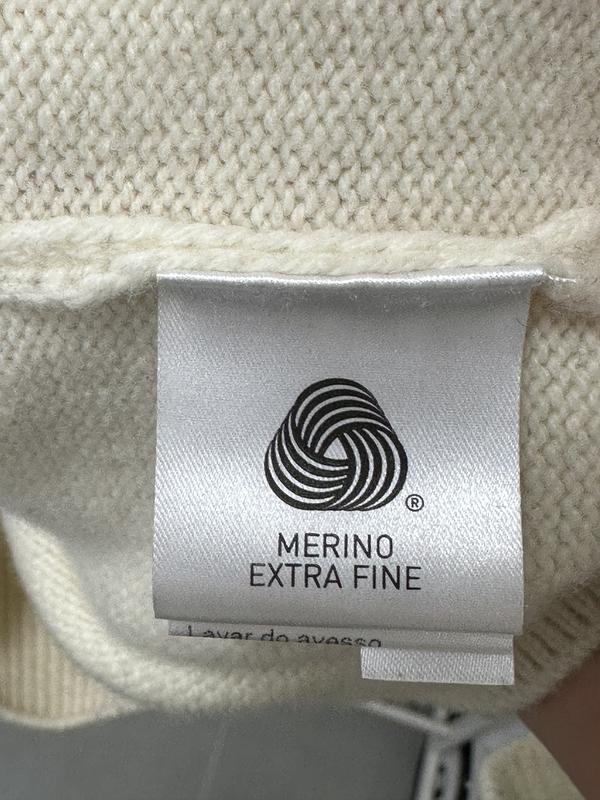 ®
MERINO
EXTRA FINE
Lavar do avesso